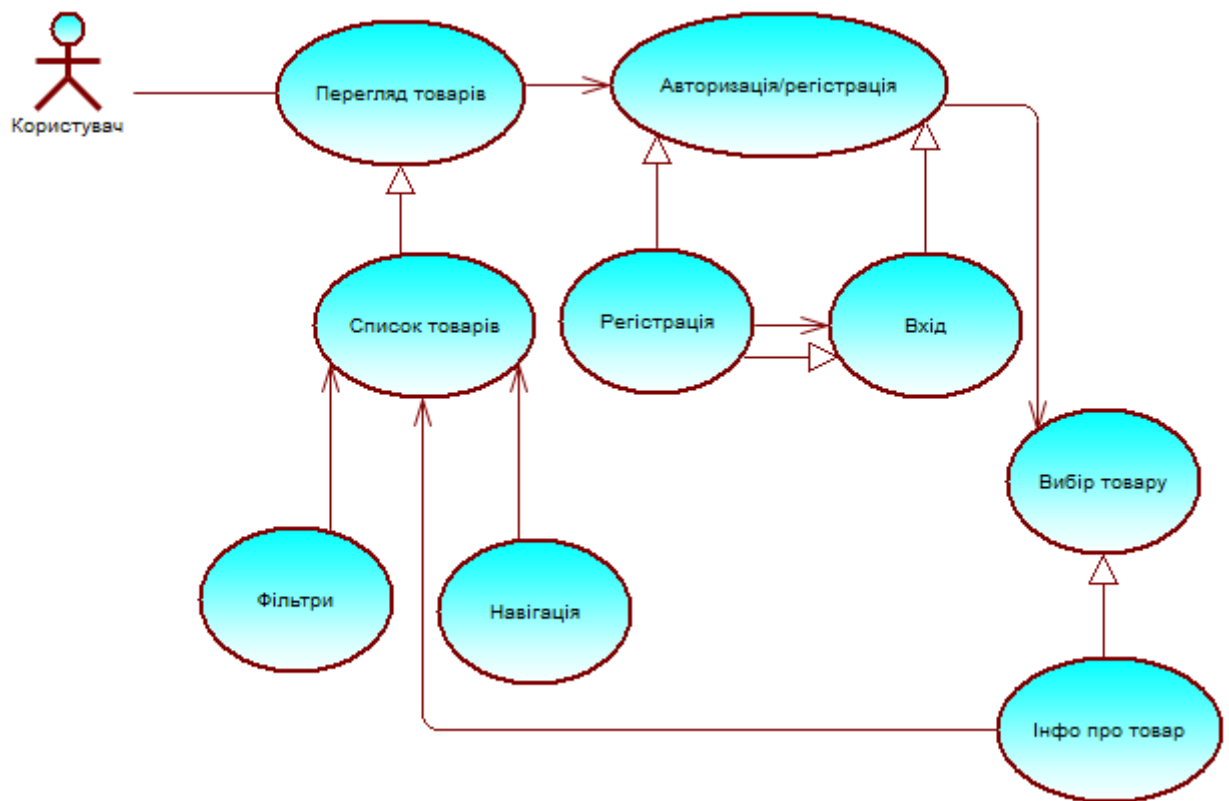 Користувач
Перегляд товарів
Авторизація/регістрація
Список товарів
Регістрація
Вхід
Вибір товару
Фільтри
Навігація
Інфо про товар